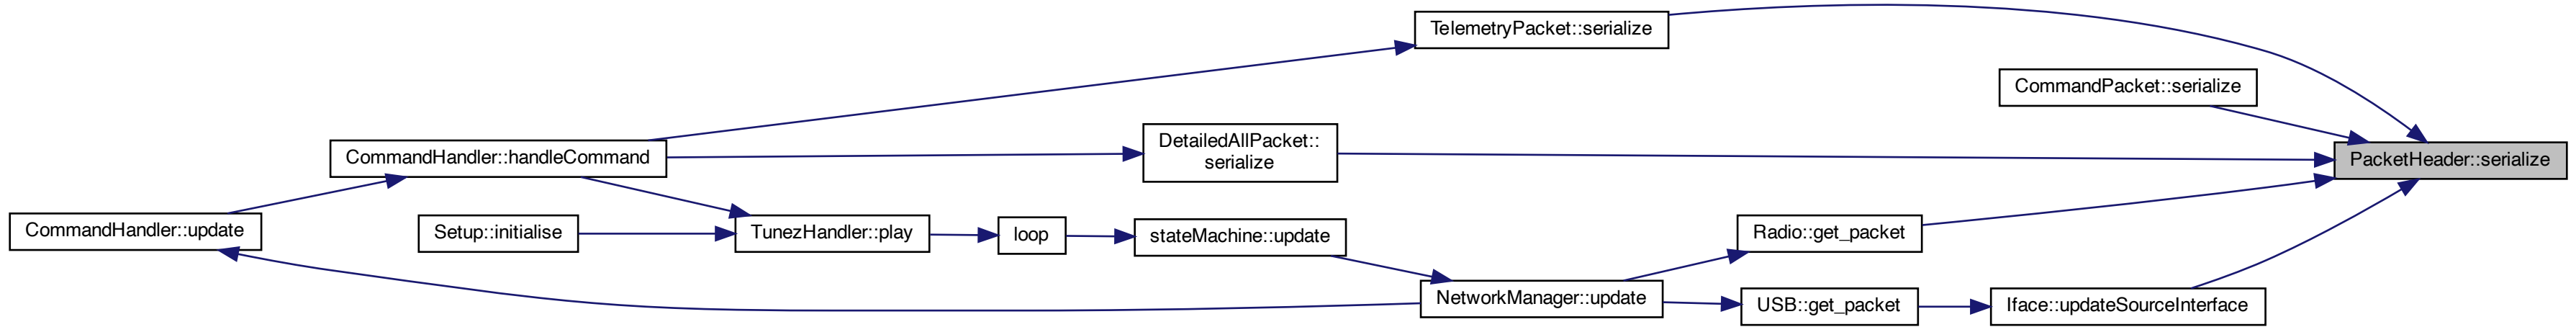 TelemetryPacket::serialize
CommandPacket::serialize
CommandHandler::handleCommand
DetailedAllPacket::
serialize
PacketHeader::serialize
CommandHandler::update
Setup::initialise
TunezHandler::play
loop
stateMachine::update
Radio::get_packet
NetworkManager::update
USB::get_packet
Iface::updateSourceInterface